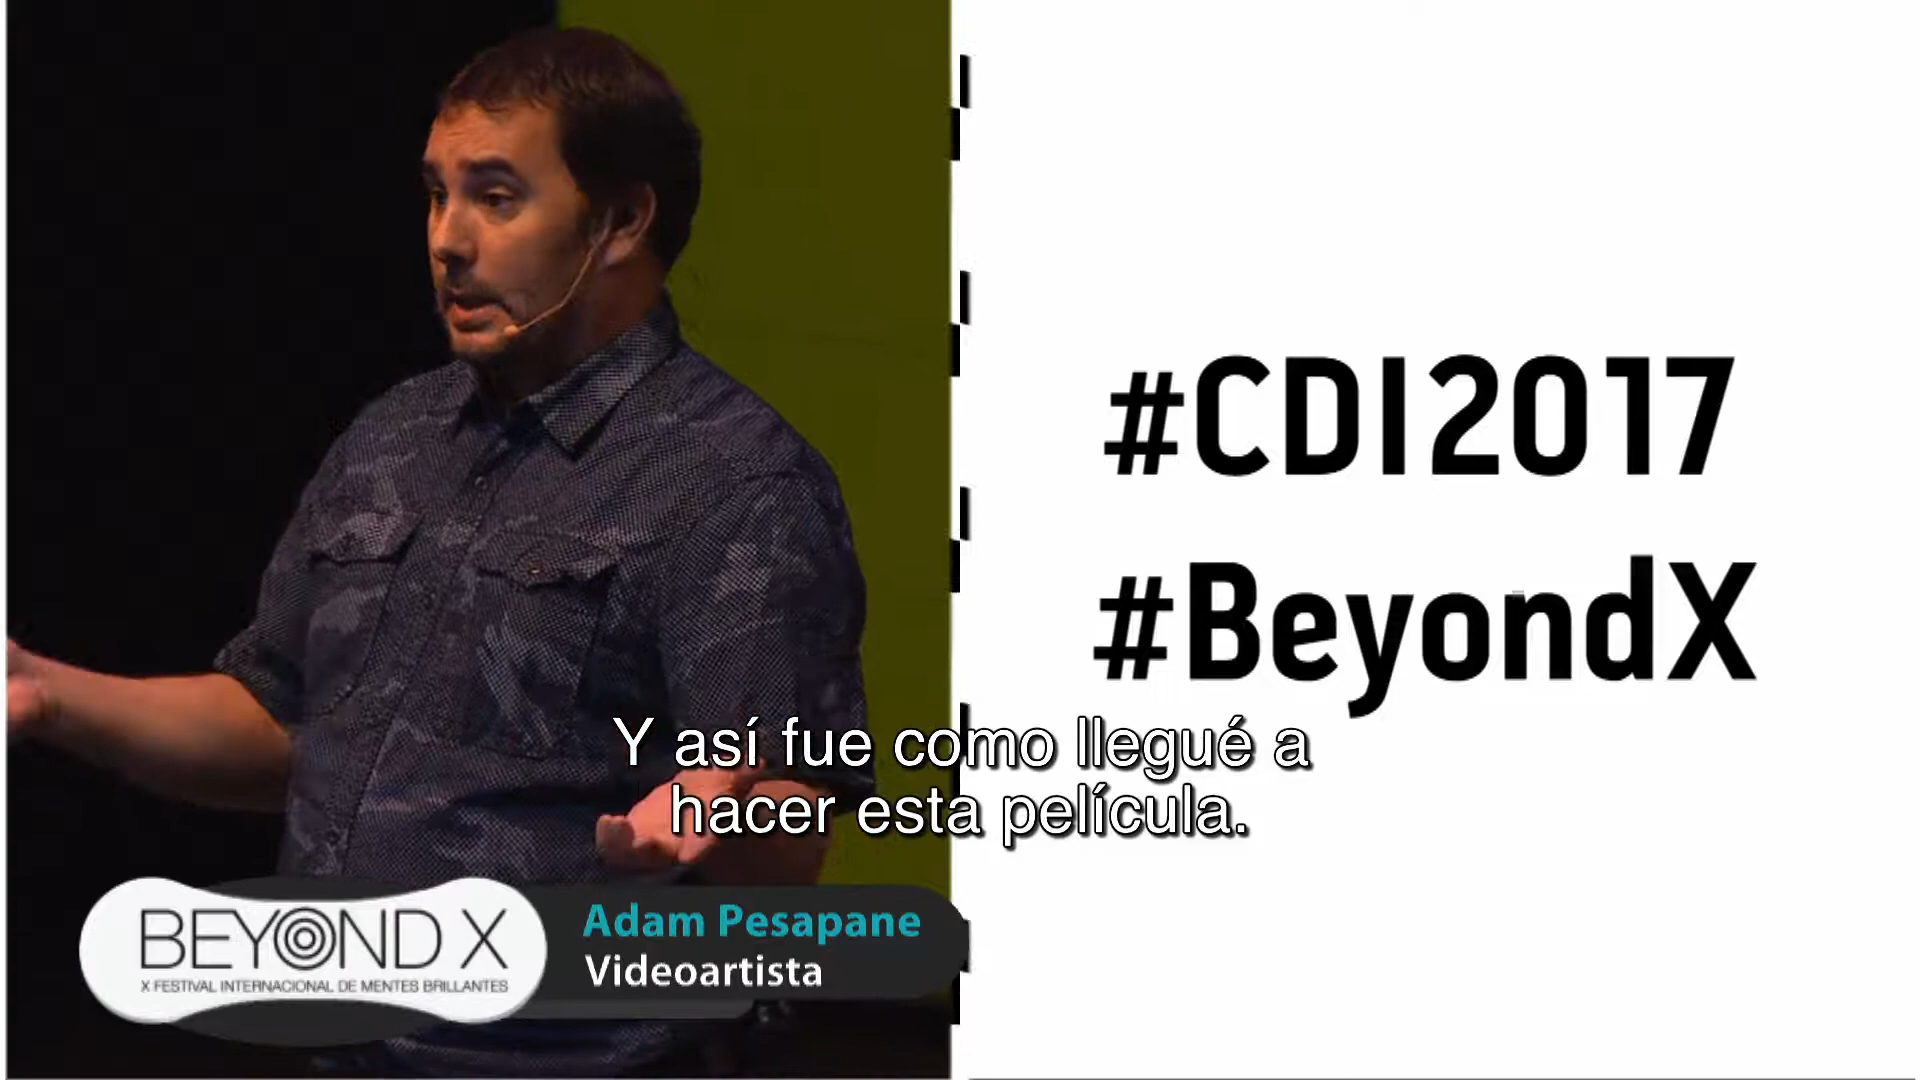 #CDI2017
#BeyondX
Y así fue como llegué a
hacer esta película.
BEYOND X
X FESTIVAL INTERNACIONAL DE MENTES BRILLANTES
Adam Pesapane
Videoartista